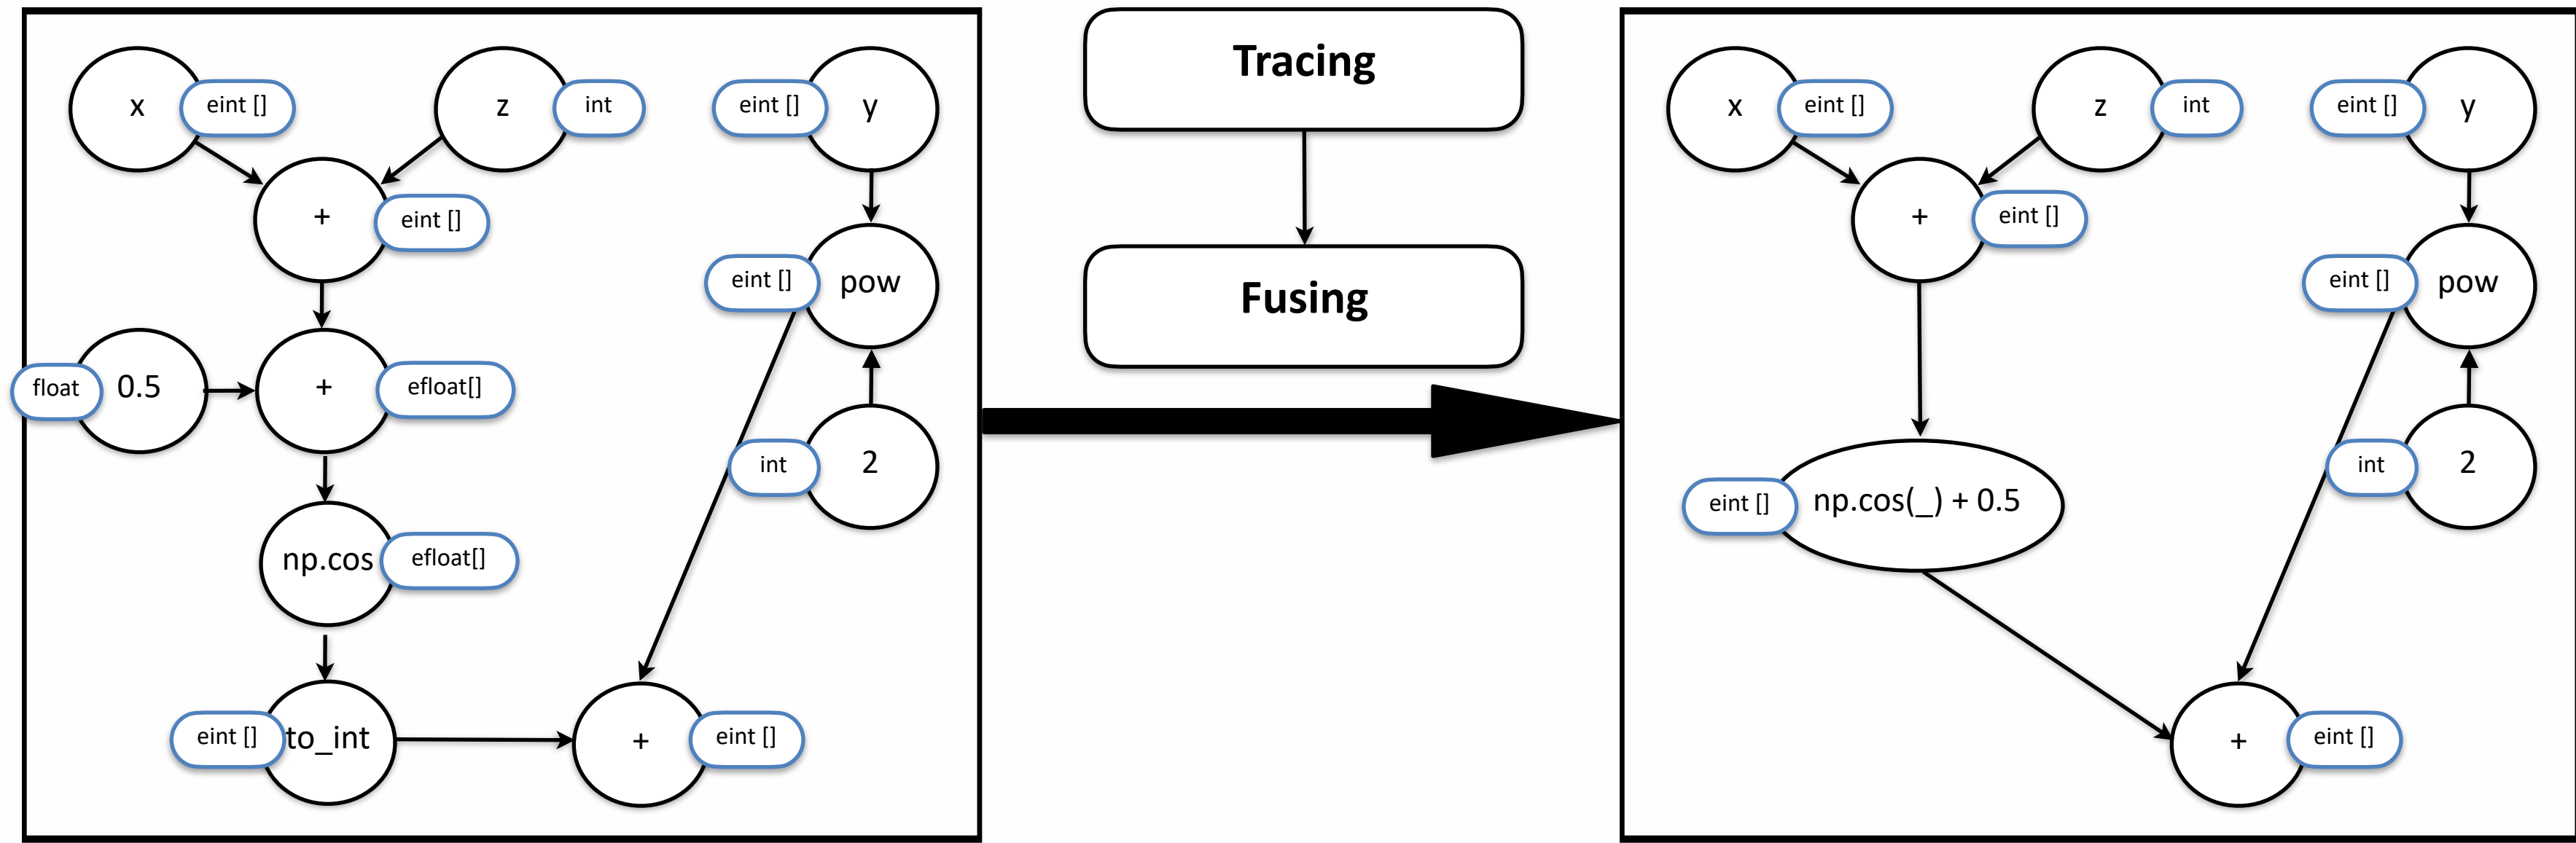 x
eint []
z
int
eint []
y
+
eint []
eint []
pow
float
0.5
+
efloat[]
int
2
np.cos
efloat[]
eint []
to_int
+
eint []
Tracing
Fusing
x
eint []
z
int
eint []
y
+
eint []
eint []
pow
int
2
eint []
np.cos(_) + 0.5
+
eint []